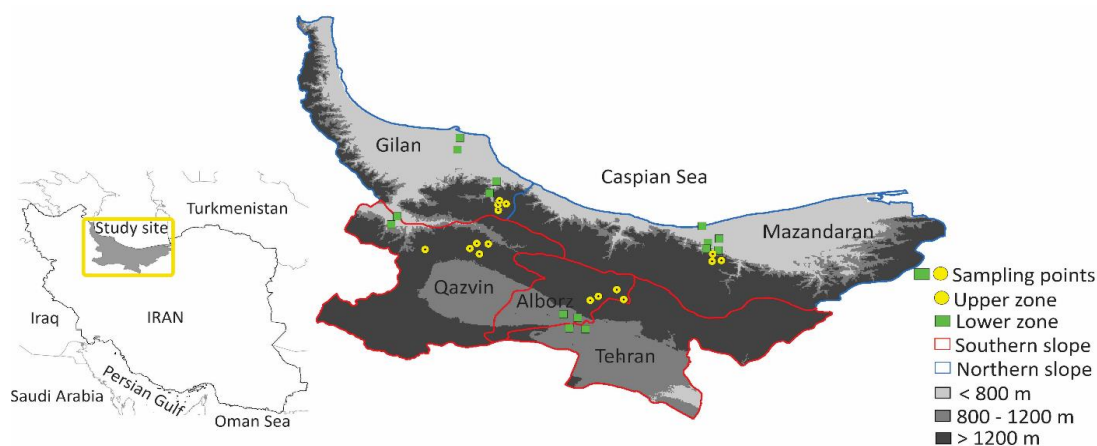 Gilan
Caspian Sea
Mazandaran
Qazvin
Alborz
Tehran
Turkmenistan
Study site
Iraq
IRAN
Saudi Arabia
Persian Gulf
Oman Sea
Sampling points
Upper zone
Lower zone
Southern slope
Northern slope
< 800 m
800 - 1200 m
> 1200 m